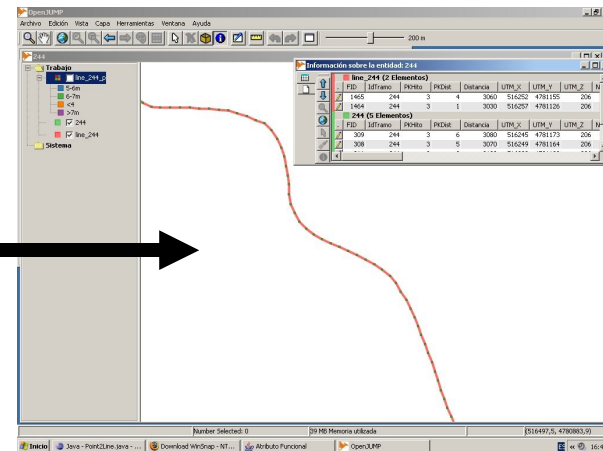 OpenJUMP
Archivo Edición Vista Capa Herramientas Ventana Ayuda
200 m
244
Trabajo
line_244_p
5-6m
6-7m
<4
>7m
244
line_244
Sistema
Información sobre la entidad: 244
line_244 (2 Elementos)
FID IdTramo PKHito PKDist Distancia UTM_X UTM_Y UTM_Z
1465 244 3 4 3060 516252 4781155 206
1464 244 3 1 3030 516257 4781126 206
244 (5 Elementos)
FID IdTramo PKHito PKDist Distancia UTM_X UTM_Y UTM_Z
309 244 3 6 3080 516245 4781173 206
308 244 3 5 3070 516249 4781164 206
Number Selected: 0 39 MB Memoria utilizada (516497,5, 4780883,9)
Inicio Java - Point2Line.java - ... Download WinSnap - NT... Atributo Funcional OpenJUMP ES 16:4